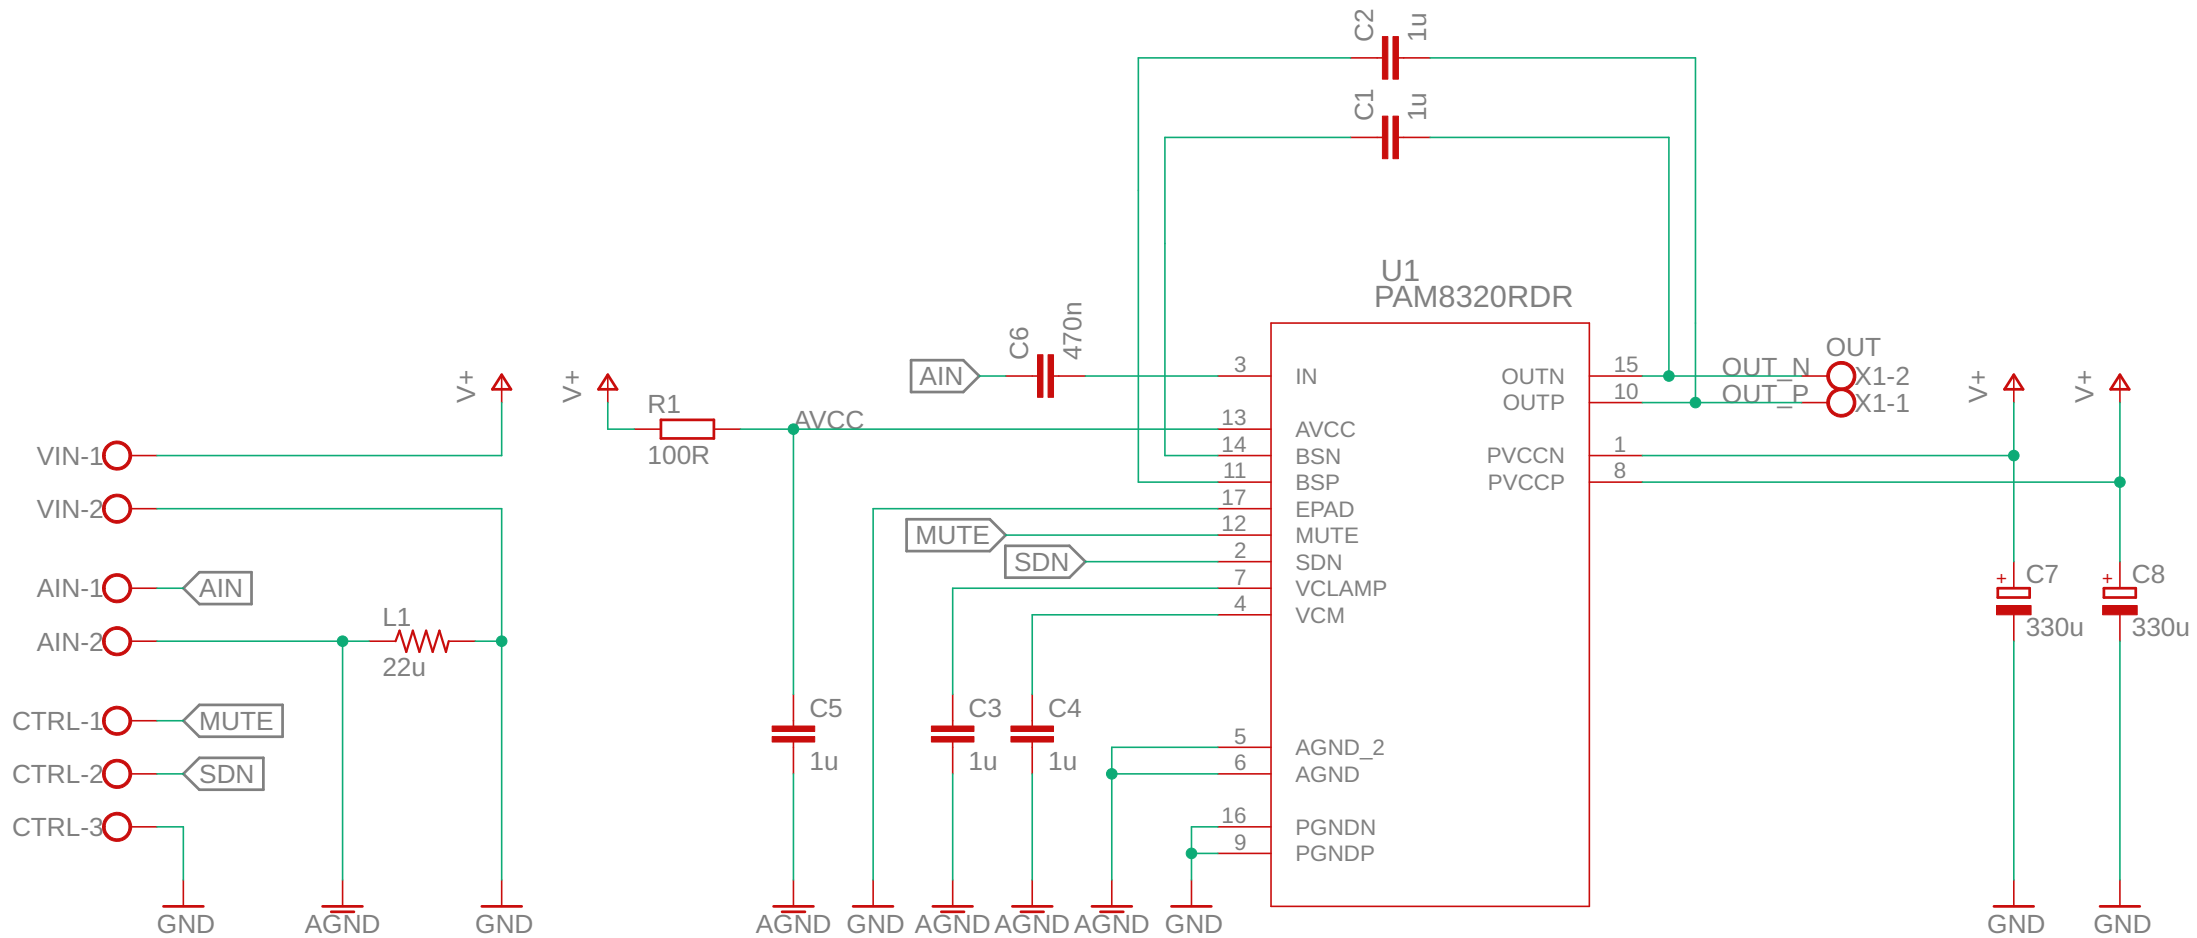 C2
1u
C1
1u
U1
PAM8320RDR
C6
470n
AIN
3
IN
V+
V+
R1
100R
AVCC
13
AVCC
14
BSN
11
BSP
17
EPAD
MUTE
12
MUTE
SDN
2
SDN
7
VCLAMP
4
VCM
5
AGND_2
6
AGND
16
PGNDN
9
PGNDP
OUTN
15
OUT_N
OUT
X1-2
OUTP
10
OUT_P
X1-1
PVCCN
1
PVCCP
8
V+
V+
+
C7
330u
+
C8
330u
VIN-1
VIN-2
AIN-1
AIN
AIN-2
L1
22u
CTRL-1
MUTE
CTRL-2
SDN
CTRL-3
C5
1u
C3
1u
C4
1u
GND
AGND
GND
AGND
GND
AGND
AGND
AGND
GND
GND
GND